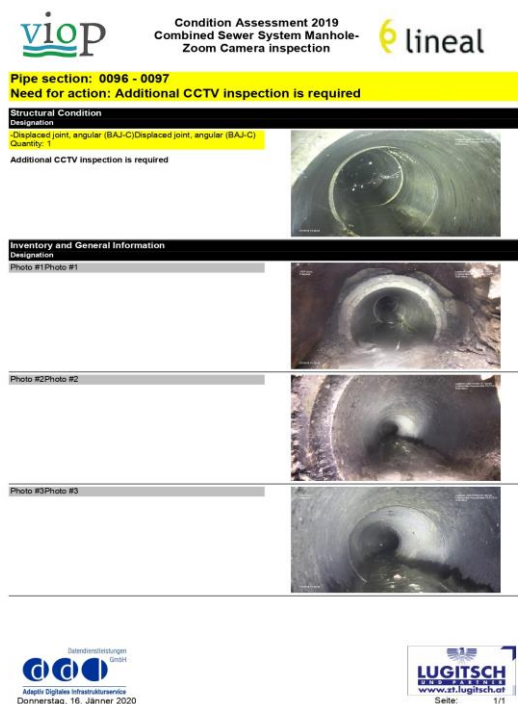 viop
Condition Assessment 2019
Combined Sewer System Manhole-
Zoom Camera inspection
lineal
Pipe section: 0096 - 0097
Need for action: Additional CCTV inspection is required
Structural Condition
Designation
-Displaced joint, angular (BAJ-C)Displaced joint, angular (BAJ-C)
Quantity: 1
Additional CCTV inspection is required
Inventory and General Information
Designation
Photo #1Photo #1
Photo #2Photo #2
Photo #3Photo #3
Datendienstleistungen
GmbH
ddi
Adaptiv Digitales Infrastrukturservice
Donnerstag, 16. Jänner 2020
LUGITSCH
UND PARTNER
www.zt.lugitsch.at
Seite: 1/1